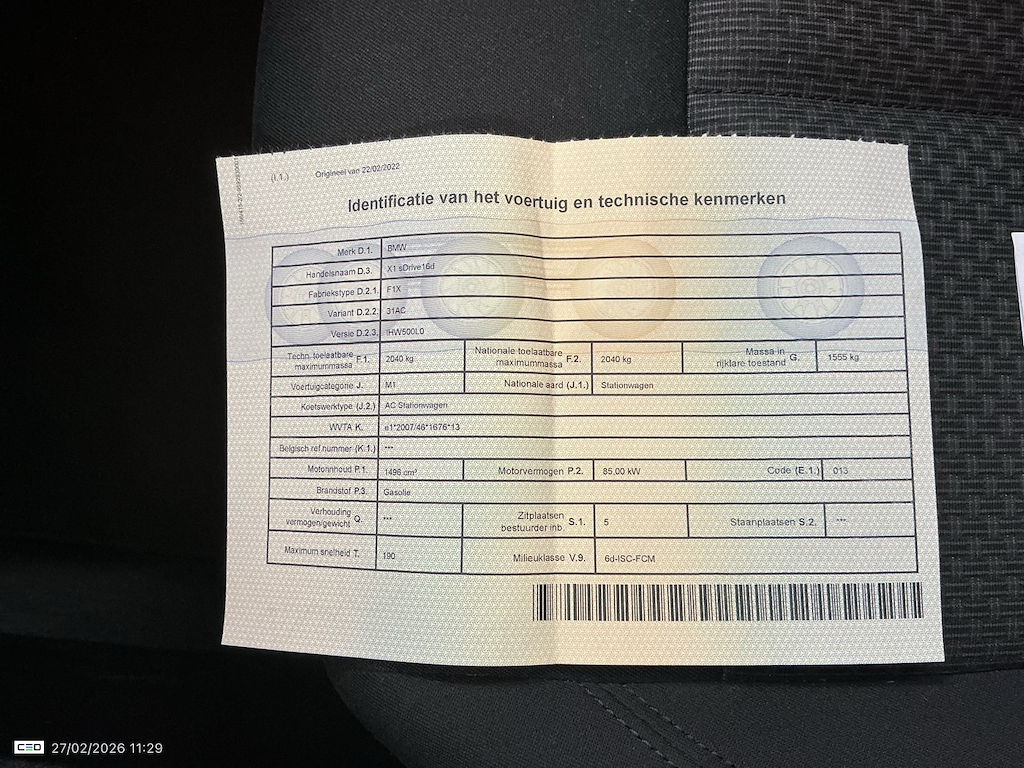 (I.1.) Origineel van 22/02/2022
Identificatie van het voertuig en technische kenmerken
Merk D.1. BMW
Handelsnaam D.3. X1 sDrive16d
Fabriekstype D.2.1. F1X
Variant D.2.2. 31AC
Versie D.2.3. IHW500L0
Techn. toelaatbare maximummassa F.1. 2040 kg Nationale toelaatbare maximummassa F.2. 2040 kg Massa in rijklare toestand G. 1555 kg
Voertuigcategorie J. M1 Nationale aard (J.1.) Stationwagen
Koetswerktype (J.2.) AC Stationwagen
WVTA K. e1*2007/46*1676*13
Belgisch ref.nummer (K.1.) ***
Motorinhoud P.1. 1496 cm³ Motorvermogen P.2. 85,00 kW Code (E.1.) 013
Brandstof P.3. Gasolie
Verhouding vermogen/gewicht Q. *** Zitplaatsen bestuurder inb. S.1. 5 Staanplaatsen S.2. ***
Maximum snelheid T. 190 Milieuklasse V.9. 6d-ISC-FCM
CEO 27/02/2026 11:29